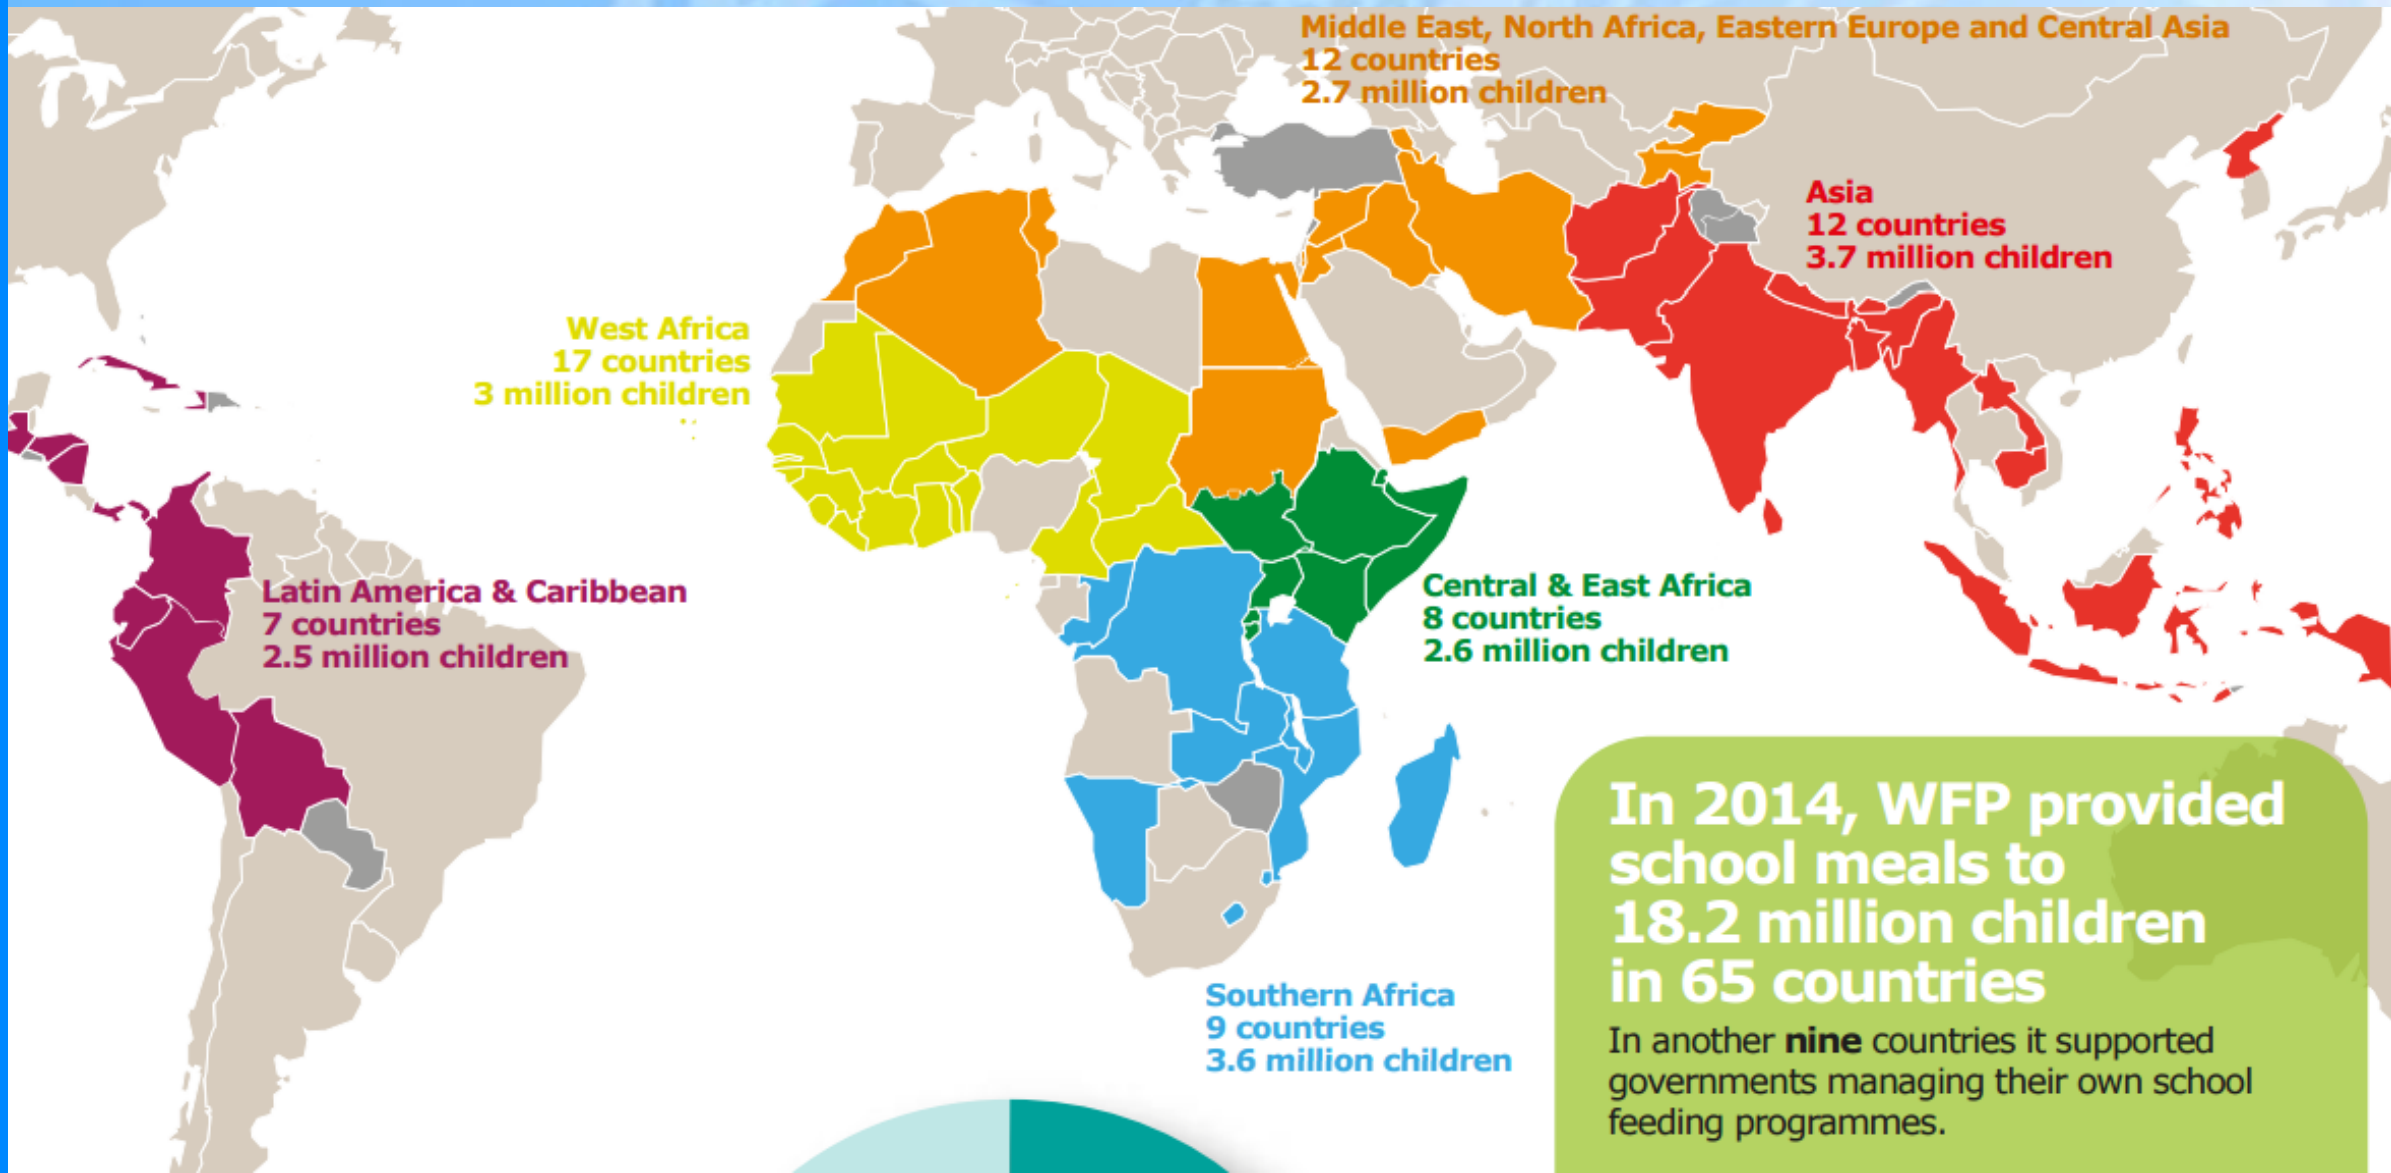 Middle East, North Africa, Eastern Europe and Central Asia
12 countries
2.7 million children
Asia
12 countries
3.7 million children
West Africa
17 countries
3 million children
Latin America & Caribbean
7 countries
2.5 million children
Central & East Africa
8 countries
2.6 million children
Southern Africa
9 countries
3.6 million children
In 2014, WFP provided
school meals to
18.2 million children
in 65 countries
In another nine countries it supported
governments managing their own school
feeding programmes.